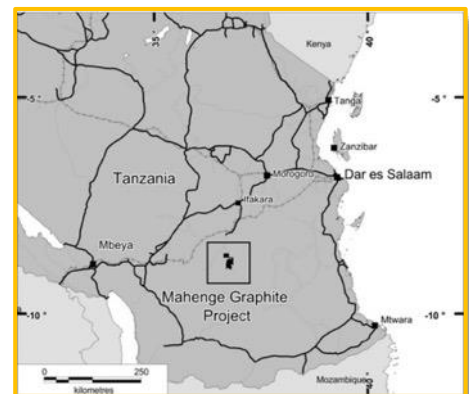 35
40
Kenya
-5
-5
Tanga
Zanzibar
Tanzania
Morogoro
Dar es Salaam
Ifakara
Mbeya
Mahenge Graphite
Project
-10
-10
Mtwara
0
250
kilometres
Mozambique
40